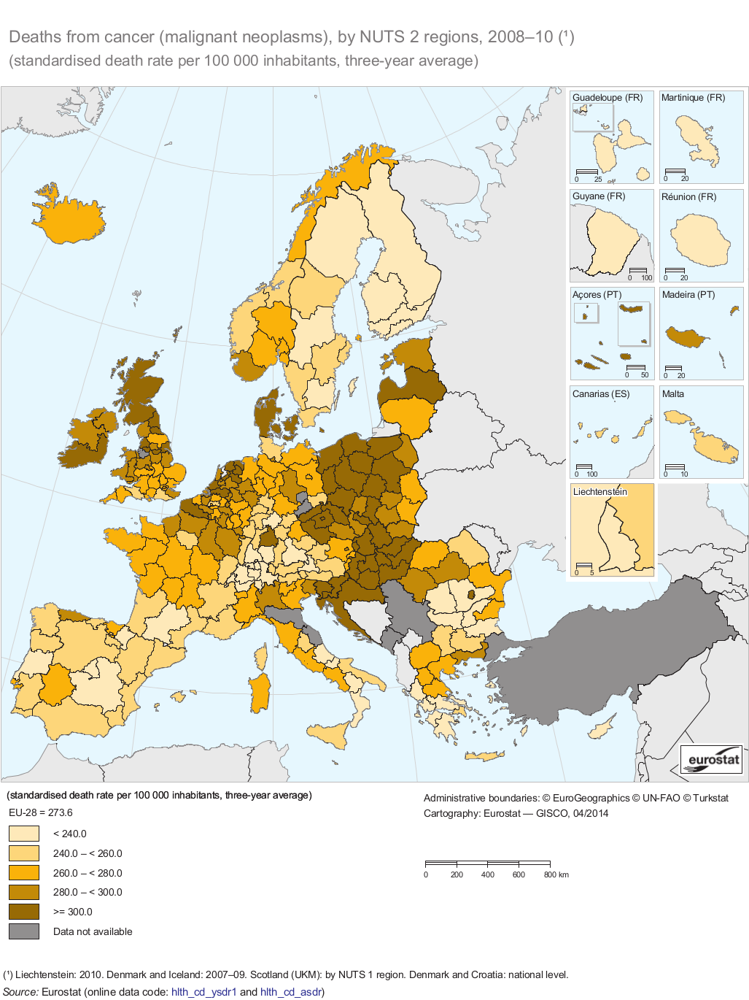 Deaths from cancer (malignant neoplasms), by NUTS 2 regions, 2008–10 (¹)
(standardised death rate per 100 000 inhabitants, three-year average)
Guadeloupe (FR)
0 25
Martinique (FR)
0 20
Guyane (FR)
0 100
Réunion (FR)
0 20
Açores (PT)
0 50
Madeira (PT)
0 20
Canarias (ES)
0 100
Malta
0 10
Liechtenstein
0 5
eurostat
(standardised death rate per 100 000 inhabitants, three-year average)
EU-28 = 273.6
< 240.0
240.0 – < 260.0
260.0 – < 280.0
280.0 – < 300.0
>= 300.0
Data not available
Administrative boundaries: © EuroGeographics © UN-FAO © Turkstat
Cartography: Eurostat — GISCO, 04/2014
0 200 400 600 800 km
(¹) Liechtenstein: 2010. Denmark and Iceland: 2007–09. Scotland (UKM): by NUTS 1 region. Denmark and Croatia: national level.
Source: Eurostat (online data code: hlth_cd_ysdr1 and hlth_cd_asdr)